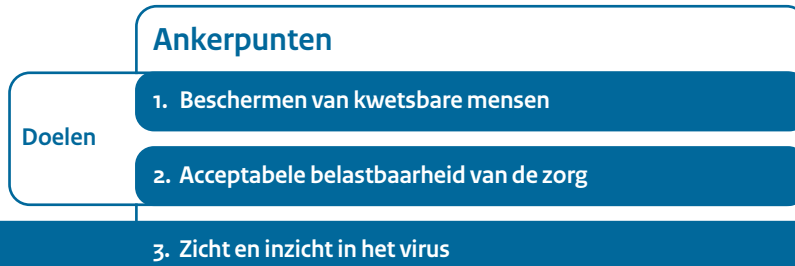 Ankerpunten
1. Beschermen van kwetsbare mensen
Doelen
2. Acceptabele belastbaarheid van de zorg
3. Zicht en inzicht in het virus